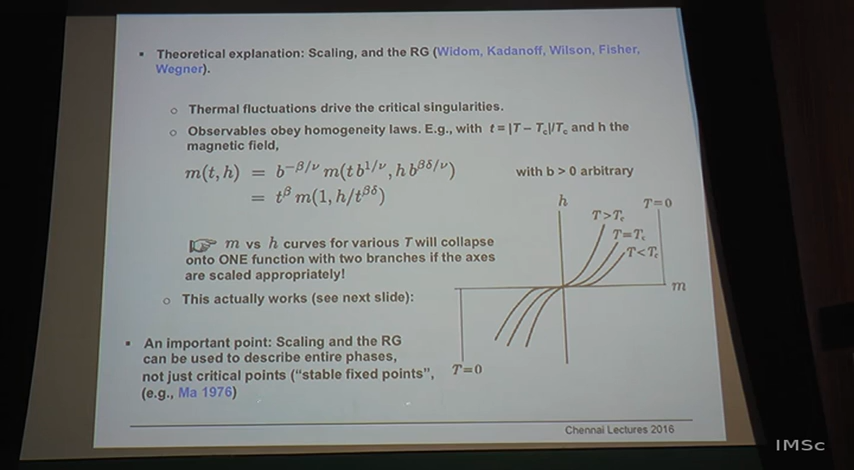 ▪ Theoretical explanation: Scaling, and the RG (Widom, Kadanoff, Wilson, Fisher,
Wegner).
o Thermal fluctuations drive the critical singularities.
o Observables obey homogeneity laws. E.g., with t = |T – Tc|/Tc and h the
magnetic field,
m(t, h) = b^{−β/ν} m(t b^{1/ν}, h b^{βδ/ν}) with b > 0 arbitrary
= t^β m(1, h/t^{βδ})
h
T=0
T>Tc
T=Tc
T<Tc
m
T=0
☞ m vs h curves for various T will collapse
onto ONE function with two branches if the axes
are scaled appropriately!
o This actually works (see next slide):
▪ An important point: Scaling and the RG
can be used to describe entire phases,
not just critical points ("stable fixed points",
(e.g., Ma 1976)
Chennai Lectures 2016
IMSc